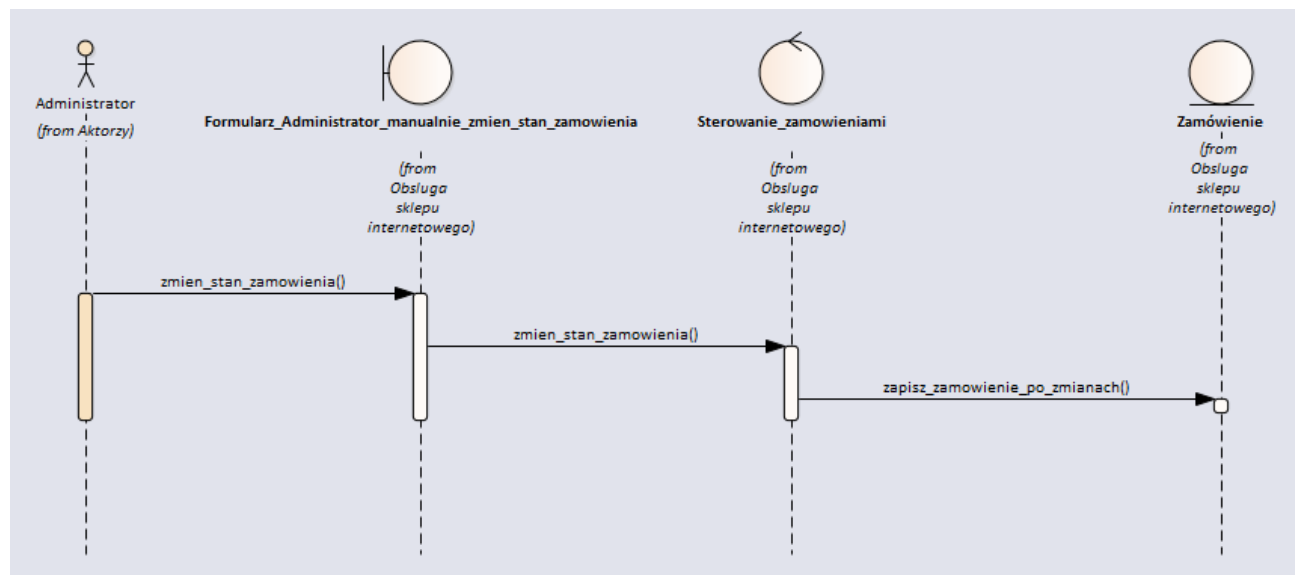 Administrator
(from Aktorzy)
Formularz_Administrator_manualnie_zmien_stan_zamowienia
(from
Obsluga
sklepu
internetowego)
Sterowanie_zamowieniami
(from
Obsluga
sklepu
internetowego)
Zamówienie
(from
Obsluga
sklepu
internetowego)
zmien_stan_zamowienia()
zmien_stan_zamowienia()
zapisz_zamowienie_po_zmianach()